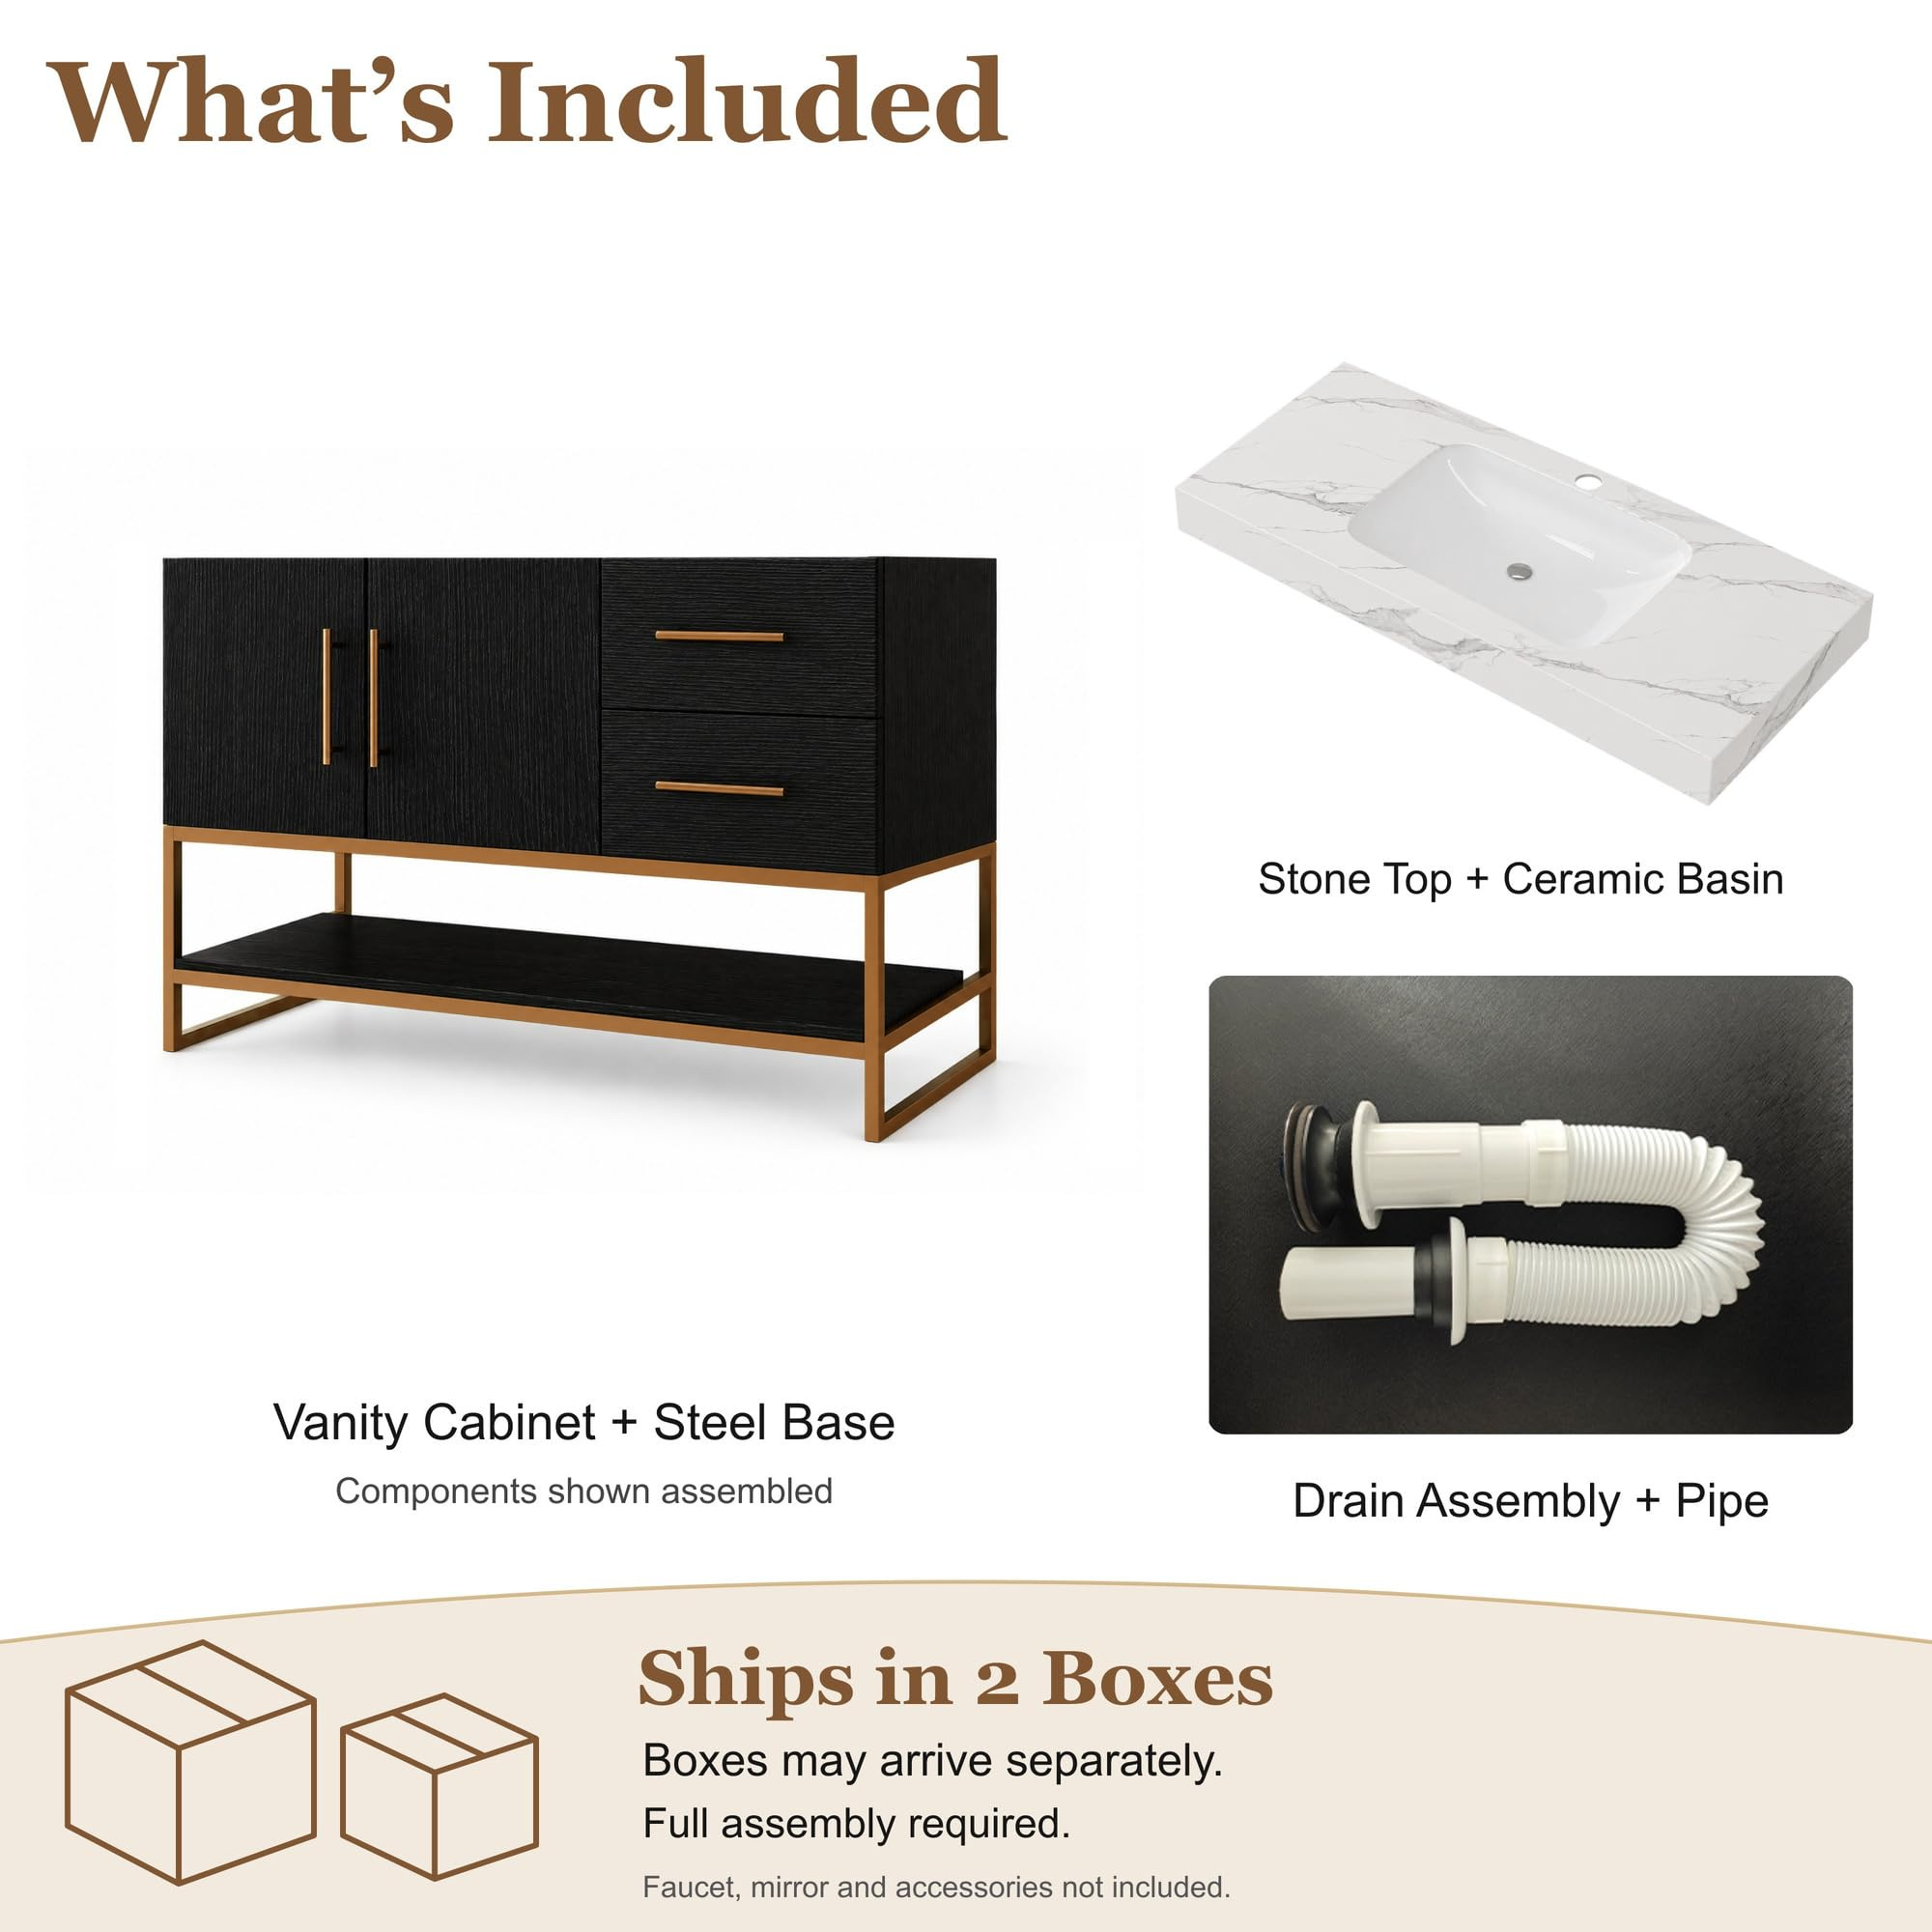 What’s Included
Stone Top + Ceramic Basin
Vanity Cabinet + Steel Base
Components shown assembled
Drain Assembly + Pipe
Ships in 2 Boxes
Boxes may arrive separately.
Full assembly required.
Faucet, mirror and accessories not included.